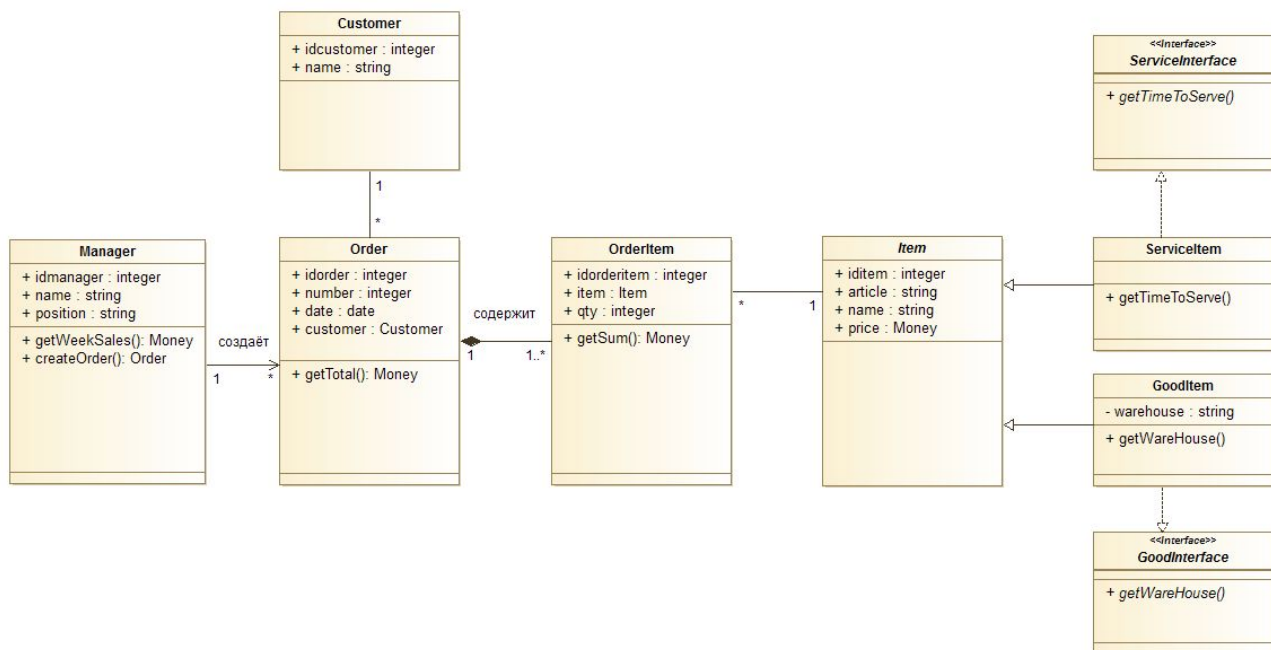 Customer
+ idcustomer : integer
+ name : string
1
*
Manager
+ idmanager : integer
+ name : string
+ position : string
+ getWeekSales(): Money
+ createOrder(): Order
создаёт
1
*
Order
+ idorder : integer
+ number : integer
+ date : date
+ customer : Customer
+ getTotal(): Money
содержит
1
1..*
OrderItem
+ idorderitem : integer
+ item : Item
+ qty : integer
+ getSum(): Money
*
1
Item
+ iditem : integer
+ article : string
+ name : string
+ price : Money
<<Interface>>
ServiceInterface
+ getTimeToServe()
ServiceItem
+ getTimeToServe()
GoodItem
- warehouse : string
+ getWareHouse()
<<Interface>>
GoodInterface
+ getWareHouse()